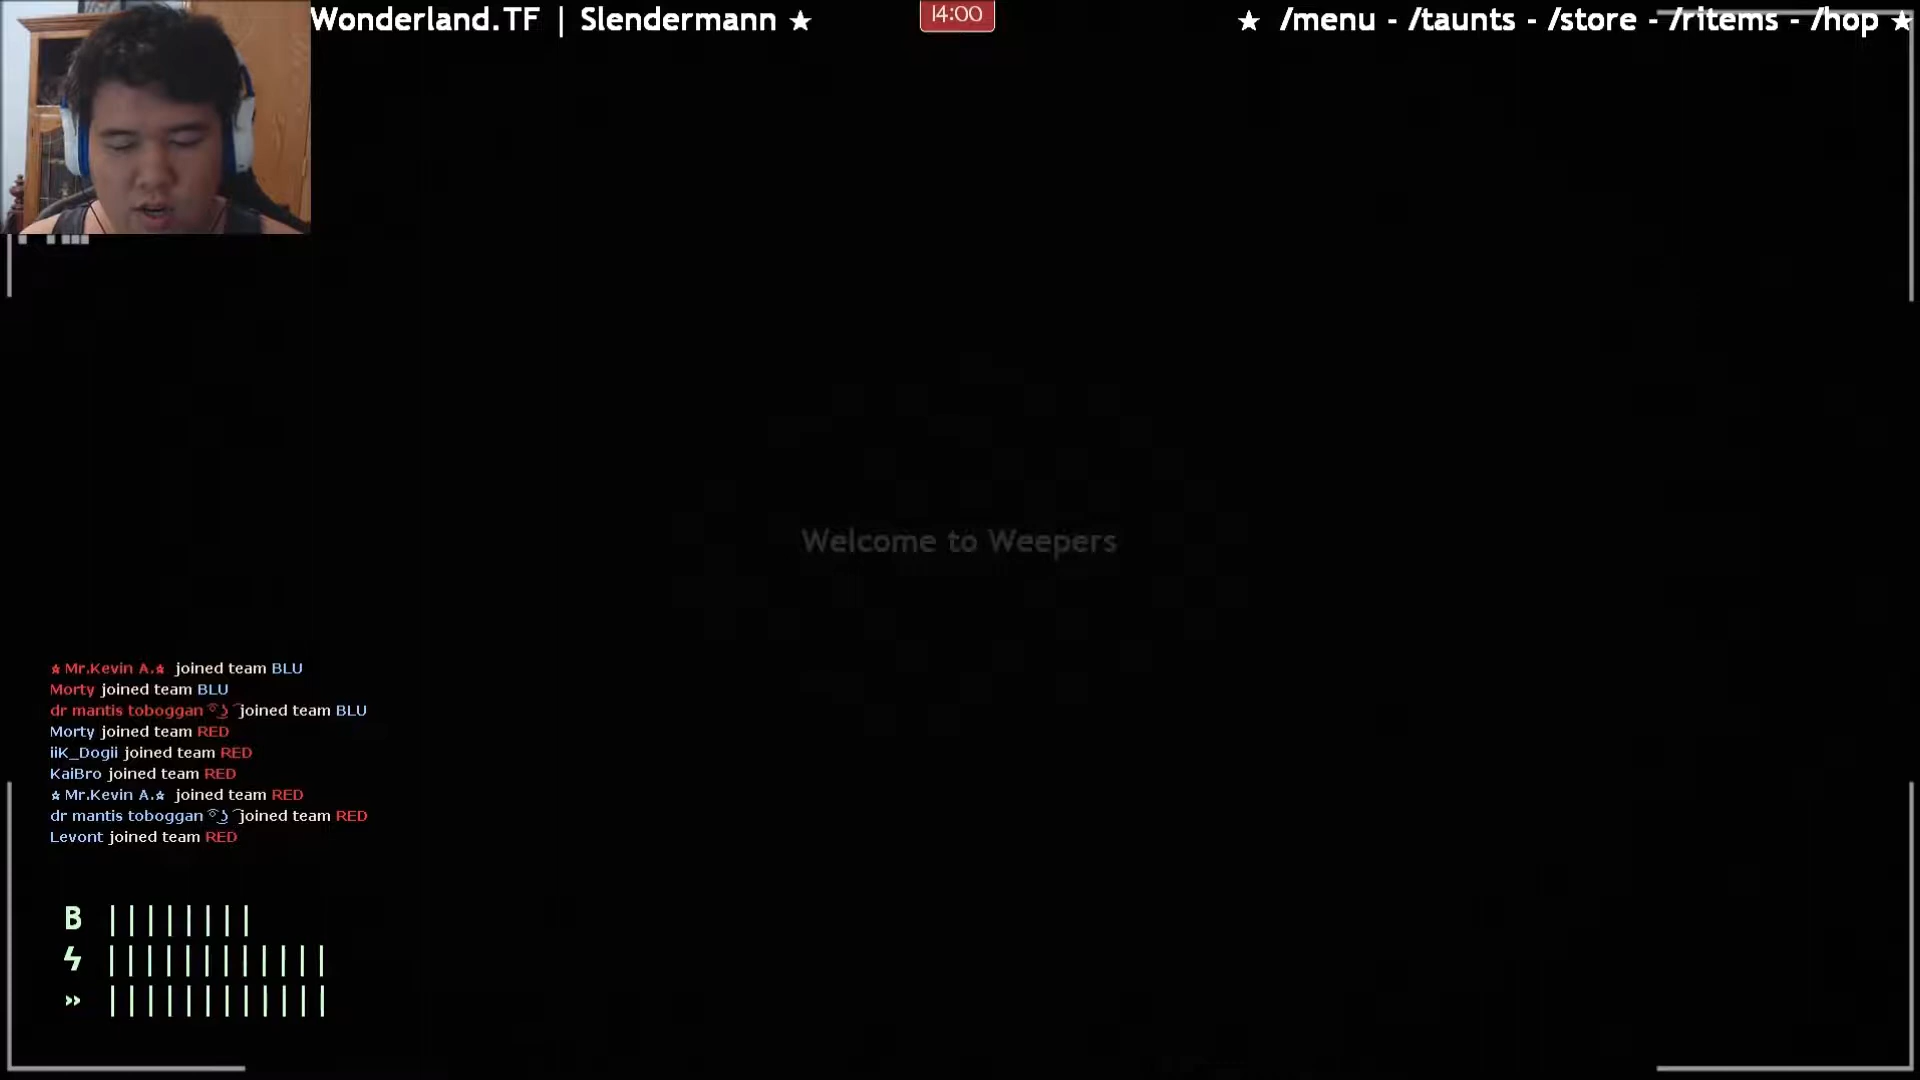 Wonderland.TF | Slendermann ★
14:00
★ /menu - /taunts - /store - /ritems - /hop ★
Welcome to Weepers
★ Mr.Kevin A.★ joined team BLU
Morty joined team BLU
dr mantis toboggan ͡° ͜ʖ ͡ joined team BLU
Morty joined team RED
iiK_Dogii joined team RED
KaiBro joined team RED
★ Mr.Kevin A.★ joined team RED
dr mantis toboggan ͡° ͜ʖ ͡ joined team RED
Levont joined team RED
B ||||||||
ϟ ||||||||||||
» ||||||||||||